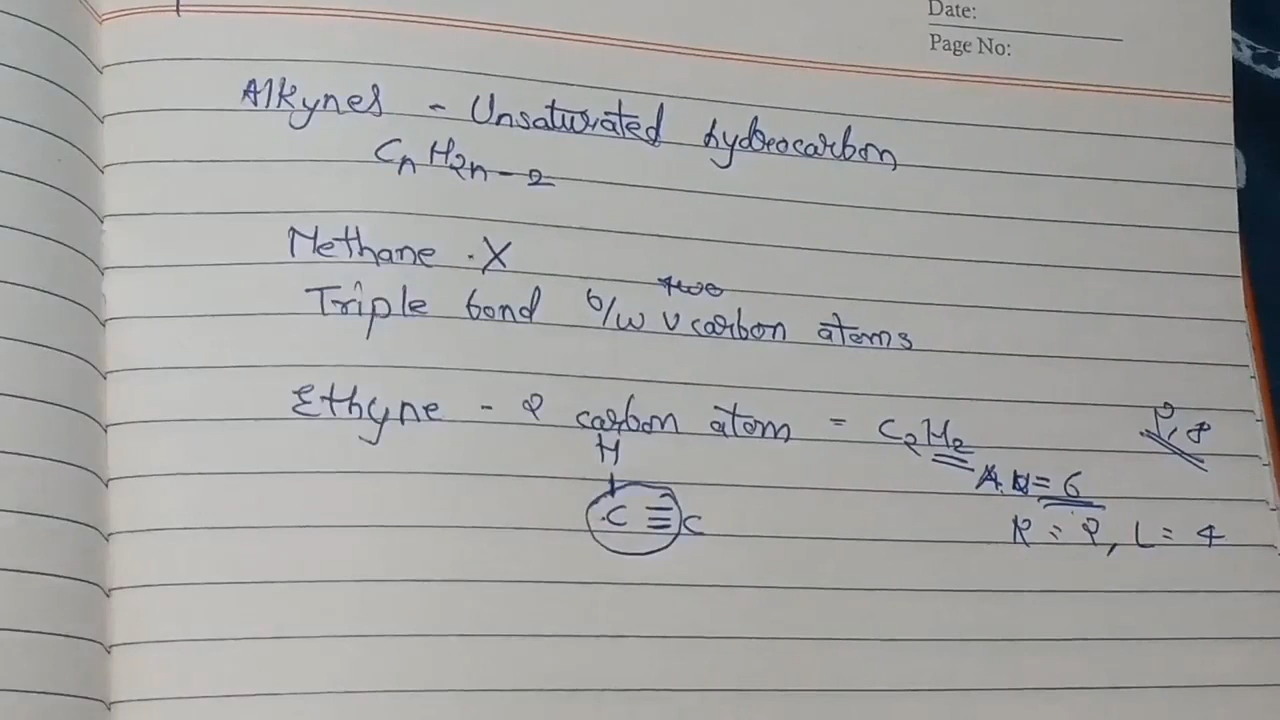 Date:
Page No:
Alkynes - Unsaturated hydrocarbon
CnH2n-2
Methane . X
two
Triple bond b/w v carbon atoms
Ethyne - 2 carbon atom = C2H2
2, 8
H
A.N = 6
C ≡ C
K = 2, L = 4